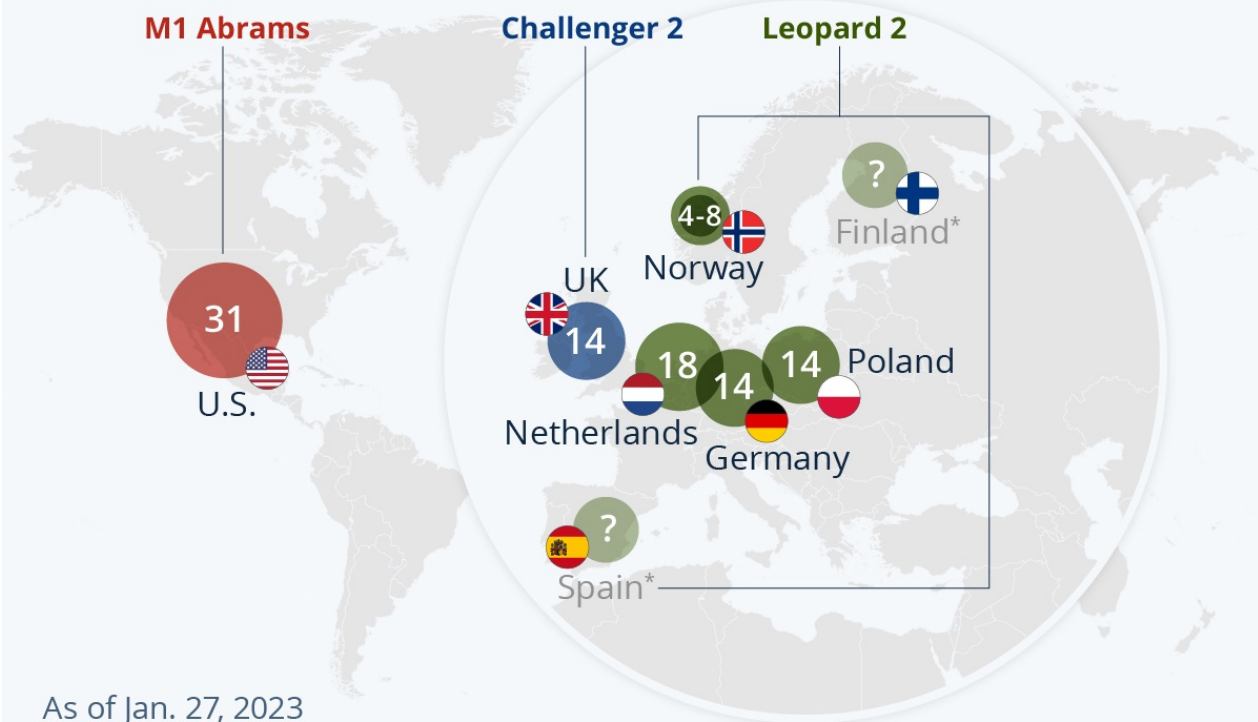 M1 Abrams
Challenger 2
Leopard 2
?
Finland*
4-8
Norway
UK
31
14
18
14
14
Poland
U.S.
Netherlands
Germany
?
Spain*
As of Jan. 27, 2023